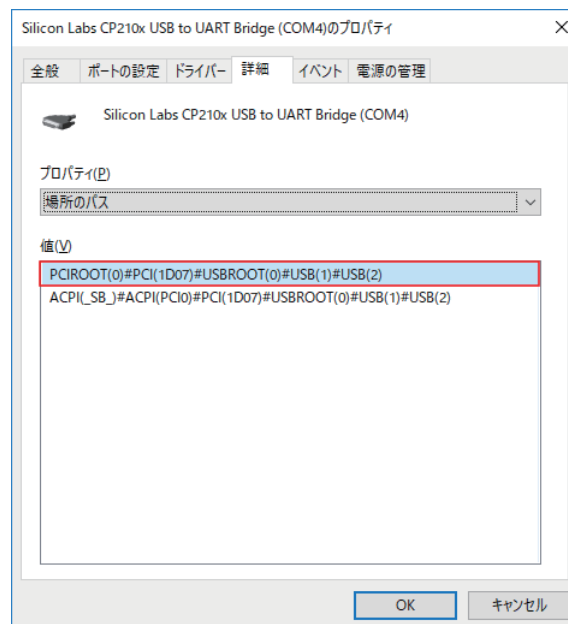 Silicon Labs CP210x USB to UART Bridge (COM4)のプロパティ
全般 ポートの設定 ドライバー 詳細 イベント 電源の管理
Silicon Labs CP210x USB to UART Bridge (COM4)
プロパティ(P)
場所のパス
値(V)
PCIROOT(0)#PCI(1D07)#USBROOT(0)#USB(1)#USB(2)
ACPI(_SB_)#ACPI(PCI0)#PCI(1D07)#USBROOT(0)#USB(1)#USB(2)
OK キャンセル